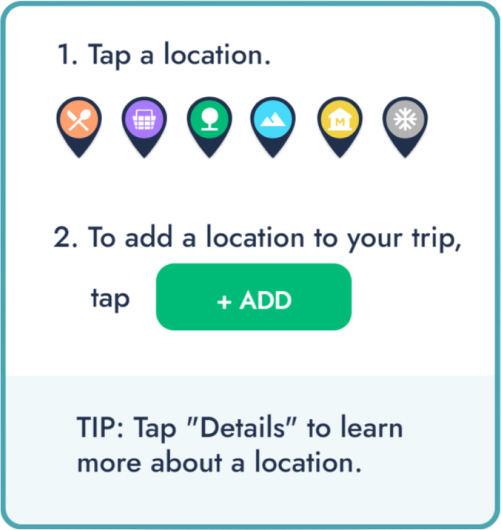 1. Tap a location.
M
2. To add a location to your trip,
tap + ADD
TIP: Tap "Details" to learn
more about a location.